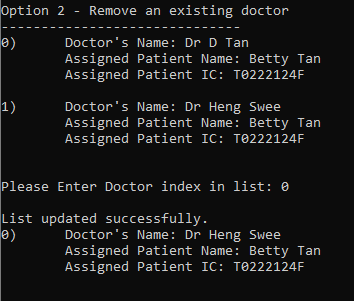 Option 2 - Remove an existing doctor
------------------------------
0) Doctor's Name: Dr D Tan
Assigned Patient Name: Betty Tan
Assigned Patient IC: T0222124F
1) Doctor's Name: Dr Heng Swee
Assigned Patient Name: Betty Tan
Assigned Patient IC: T0222124F
Please Enter Doctor index in list: 0
List updated successfully.
0) Doctor's Name: Dr Heng Swee
Assigned Patient Name: Betty Tan
Assigned Patient IC: T0222124F